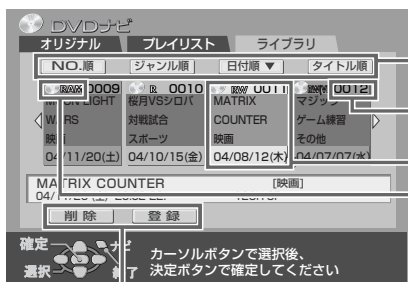 DVDナビ
オリジナル プレイリスト ライブラリ
NO.順 ジャンル順 日付順 ▼ タイトル順
RAM 0009 R 0010 RW 0011 0012
MOON LIGHT 桜月VSシロバ MATRIX マジック
WARS 対戦試合 COUNTER ゲーム練習
映画 スポーツ 映画 その他
04/11/20(土) 04/10/15(金) 04/08/12(木) 04/07/07(水)
MATRIX COUNTER [映画]
削除 登録
確定 ナビ
選択 終了
カーソルボタンで選択後、
決定ボタンで確定してください